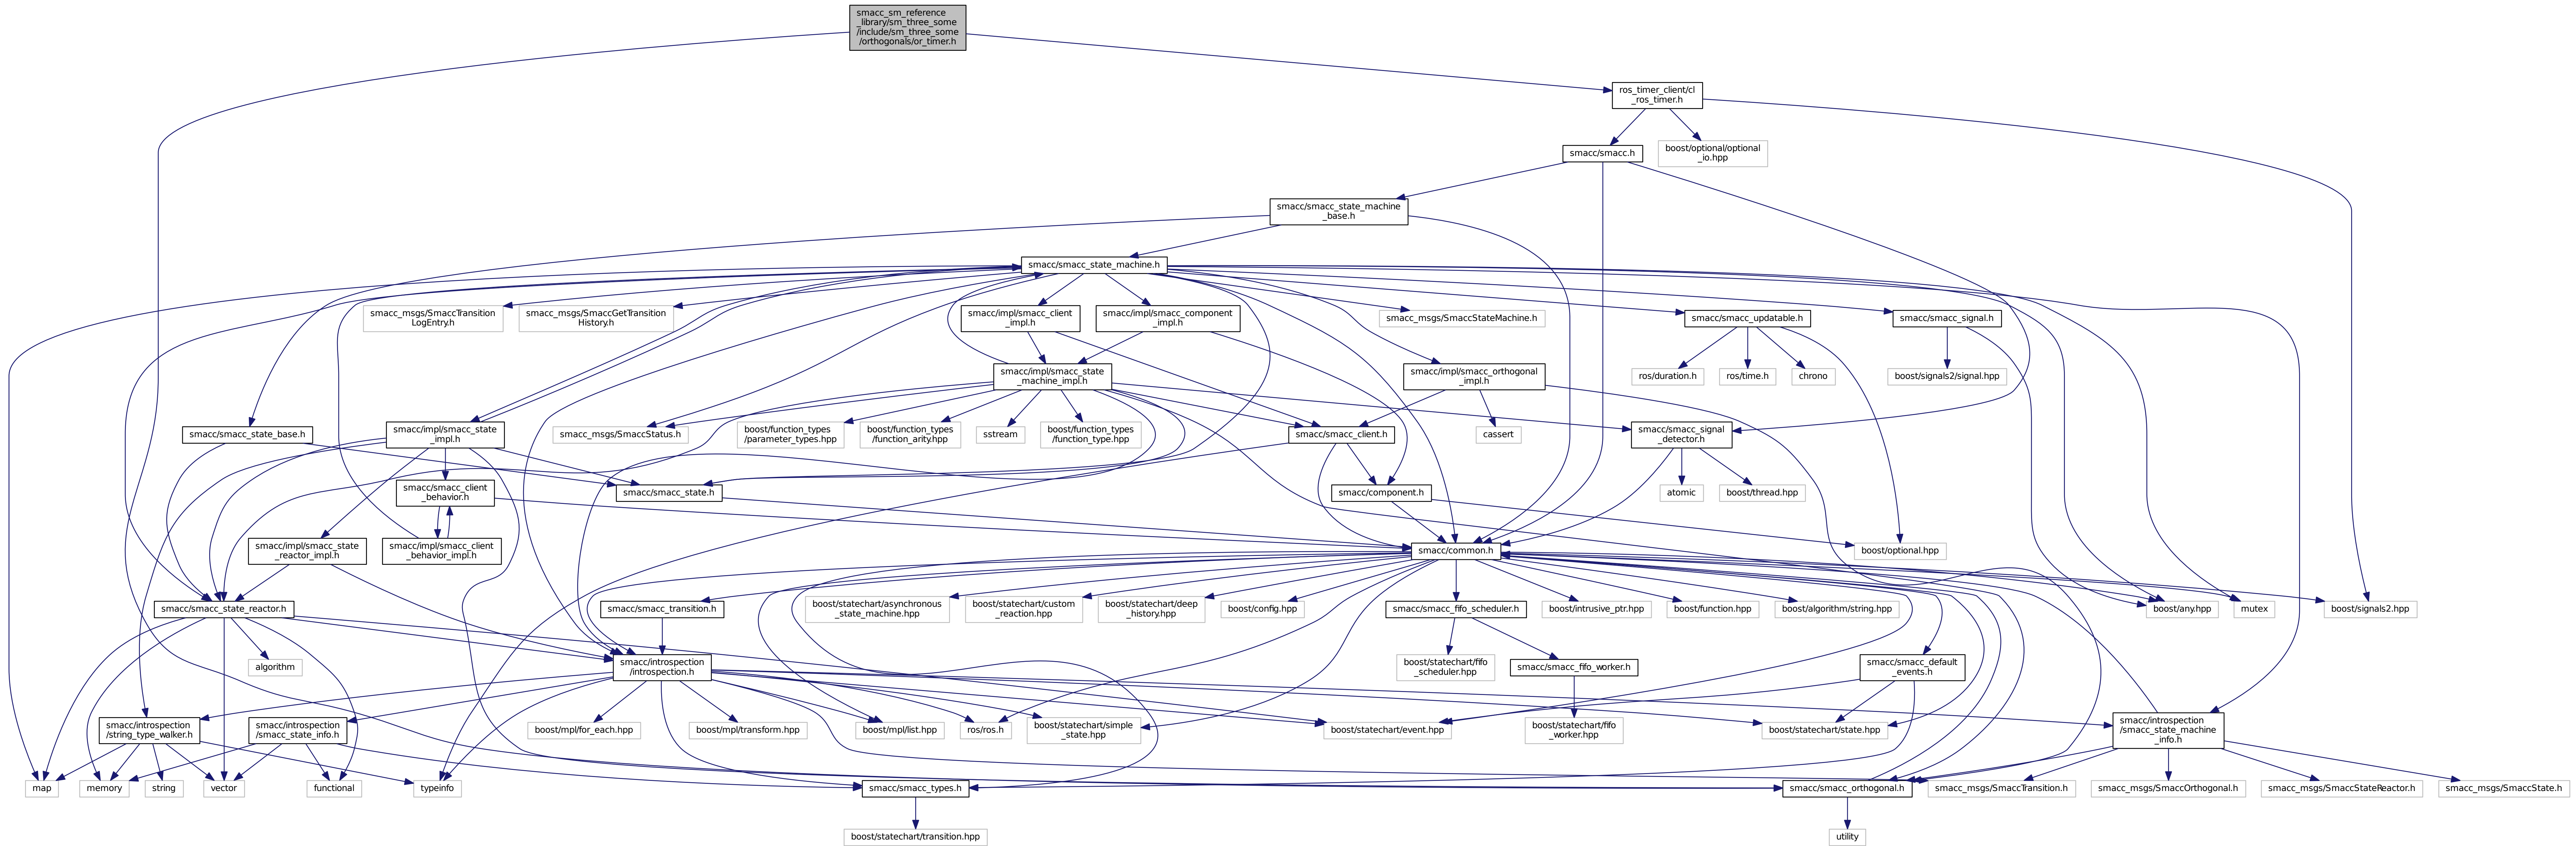 smacc_sm_reference
_library/sm_three_some
/include/sm_three_some
/orthogonals/or_timer.h
ros_timer_client/cl
_ros_timer.h
smacc/smacc.h
boost/optional/optional
_io.hpp
smacc/smacc_state_machine
_base.h
smacc/smacc_state_machine.h
smacc_msgs/SmaccTransition
LogEntry.h
smacc_msgs/SmaccGetTransition
History.h
smacc/impl/smacc_client
_impl.h
smacc/impl/smacc_component
_impl.h
smacc_msgs/SmaccStateMachine.h
smacc/smacc_updatable.h
smacc/smacc_signal.h
smacc/impl/smacc_state
_machine_impl.h
smacc/impl/smacc_orthogonal
_impl.h
ros/duration.h
ros/time.h
chrono
boost/signals2/signal.hpp
smacc/smacc_state_base.h
smacc/impl/smacc_state
_impl.h
smacc_msgs/SmaccStatus.h
boost/function_types
/parameter_types.hpp
boost/function_types
/function_arity.hpp
sstream
boost/function_types
/function_type.hpp
smacc/smacc_client.h
cassert
smacc/smacc_signal
_detector.h
smacc/smacc_client
_behavior.h
smacc/smacc_state.h
smacc/component.h
atomic
boost/thread.hpp
smacc/impl/smacc_state
_reactor_impl.h
smacc/impl/smacc_client
_behavior_impl.h
smacc/common.h
boost/optional.hpp
smacc/smacc_state_reactor.h
smacc/smacc_transition.h
boost/statechart/asynchronous
_state_machine.hpp
boost/statechart/custom
_reaction.hpp
boost/statechart/deep
_history.hpp
boost/config.hpp
smacc/smacc_fifo_scheduler.h
boost/intrusive_ptr.hpp
boost/function.hpp
boost/algorithm/string.hpp
boost/any.hpp
mutex
boost/signals2.hpp
algorithm
smacc/introspection
/introspection.h
boost/statechart/fifo
_scheduler.hpp
smacc/smacc_fifo_worker.h
smacc/smacc_default
_events.h
smacc/introspection
/string_type_walker.h
smacc/introspection
/smacc_state_info.h
boost/mpl/for_each.hpp
boost/mpl/transform.hpp
boost/mpl/list.hpp
ros/ros.h
boost/statechart/simple
_state.hpp
boost/statechart/event.hpp
boost/statechart/fifo
_worker.hpp
boost/statechart/state.hpp
smacc/introspection
/smacc_state_machine
_info.h
map
memory
string
vector
functional
typeinfo
smacc/smacc_types.h
smacc/smacc_orthogonal.h
smacc_msgs/SmaccTransition.h
smacc_msgs/SmaccOrthogonal.h
smacc_msgs/SmaccStateReactor.h
smacc_msgs/SmaccState.h
boost/statechart/transition.hpp
utility